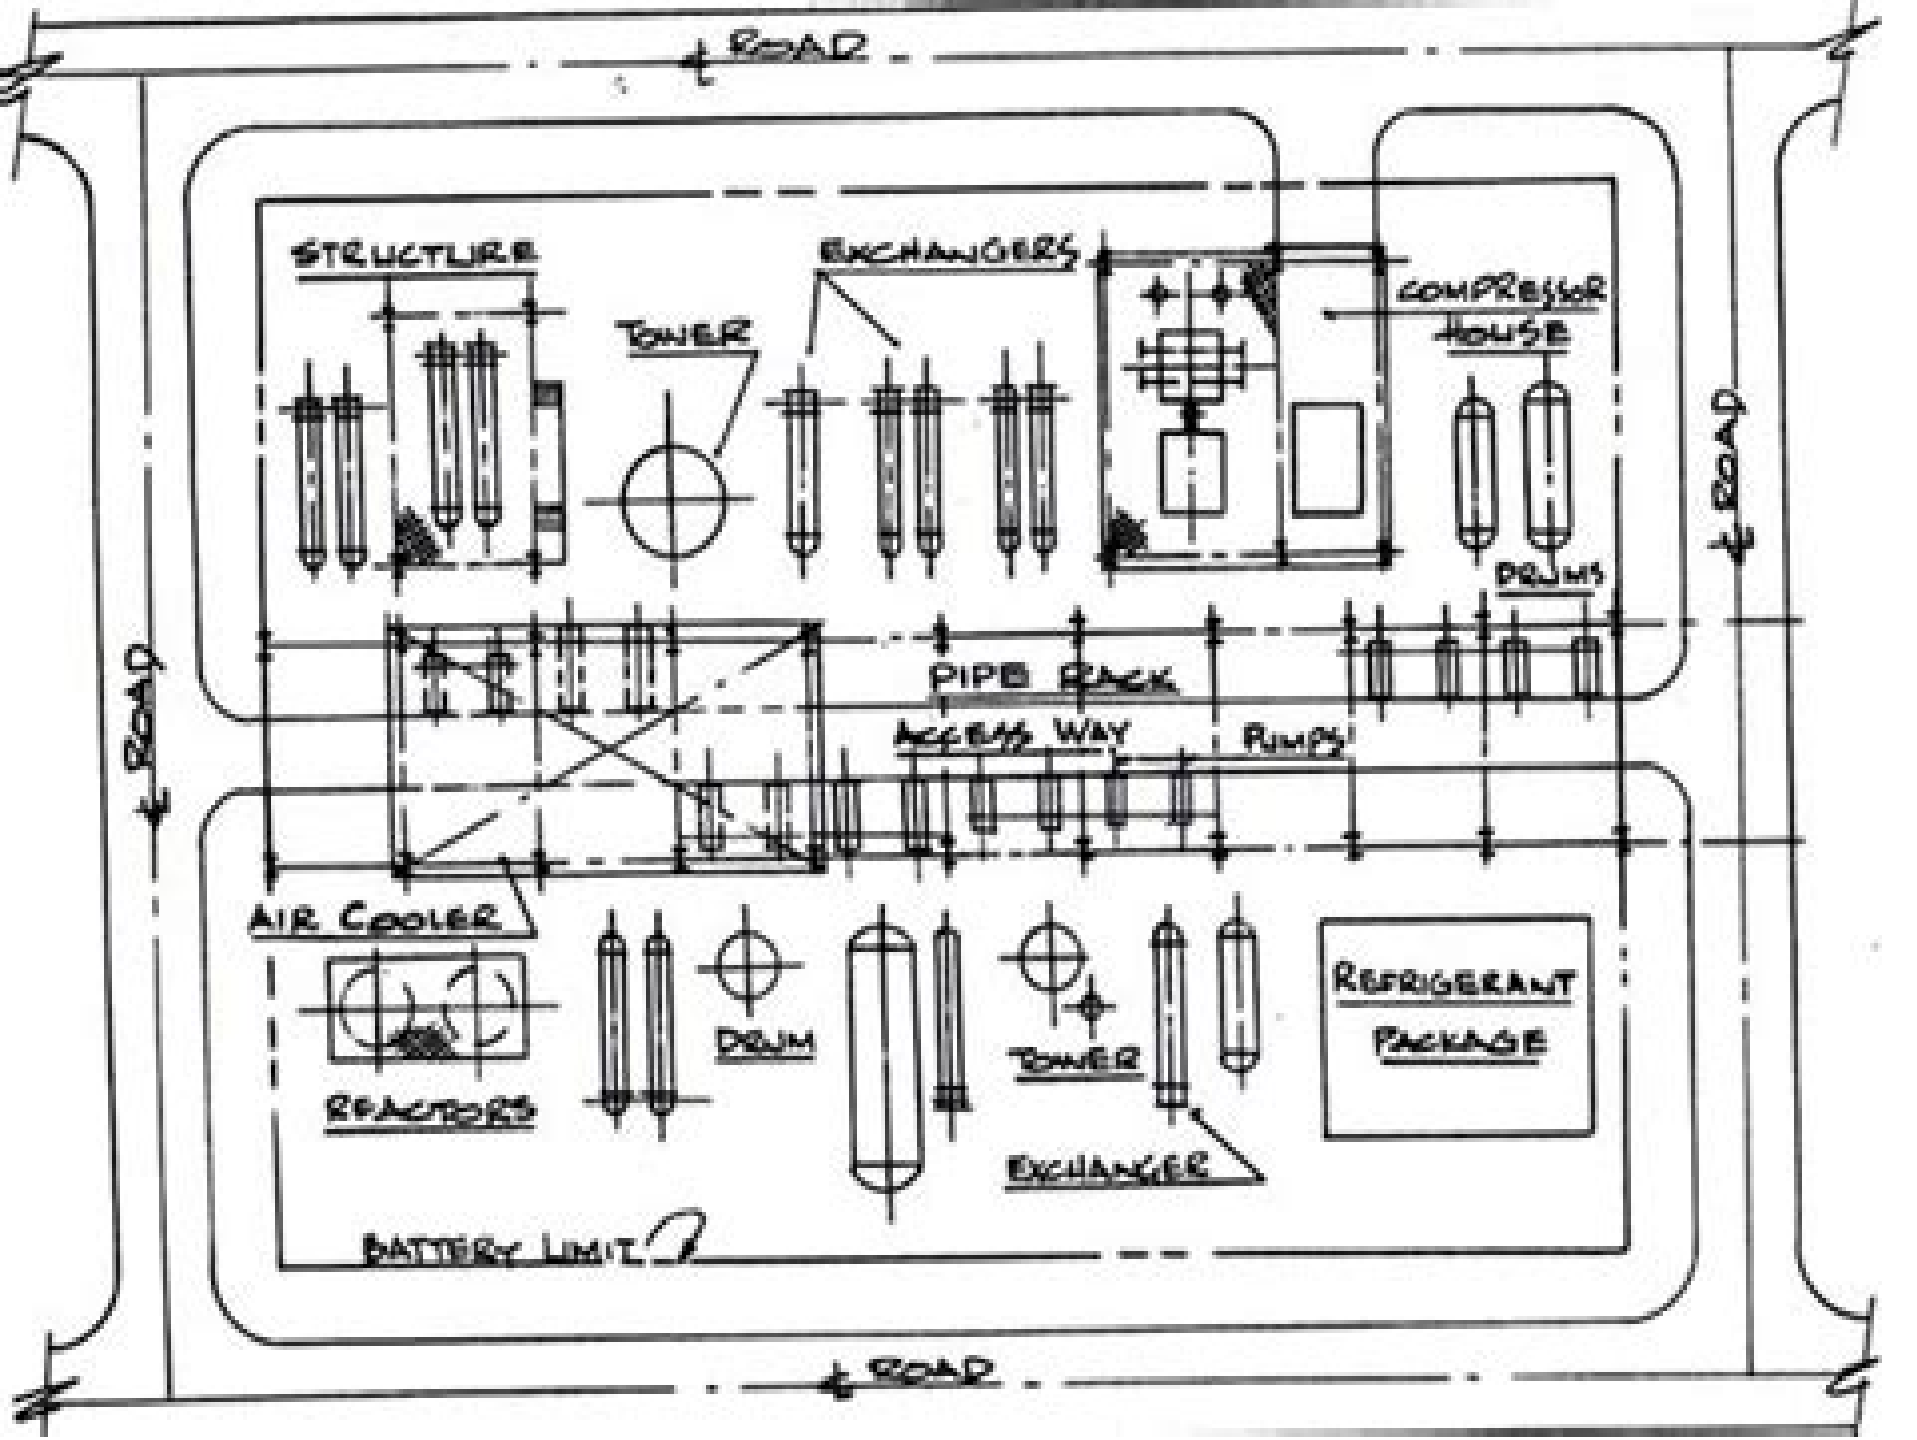 ROAD
STRUCTURE
EXCHANGERS
COMPRESSOR
HOUSE
TOWER
ROAD
DRUMS
ROAD
PIPE RACK
ACCESS WAY
PUMPS
AIR COOLER
REFRIGERANT
PACKAGE
DRUM
TOWER
REACTORS
EXCHANGER
BATTERY LIMIT
ROAD